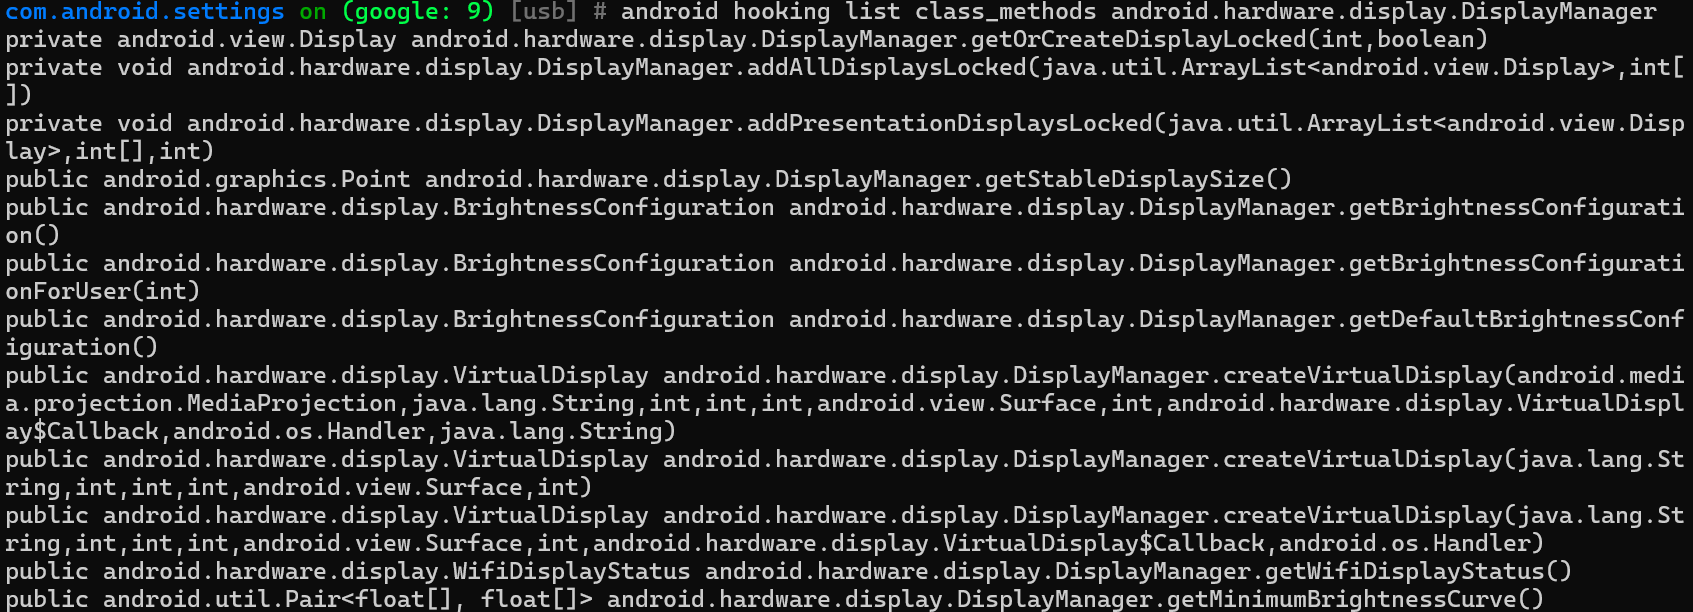 com.android.settings on (google: 9) [usb] # android hooking list class_methods android.hardware.display.DisplayManager
private android.view.Display android.hardware.display.DisplayManager.getOrCreateDisplayLocked(int,boolean)
private void android.hardware.display.DisplayManager.addAllDisplaysLocked(java.util.ArrayList<android.view.Display>,int[
])
private void android.hardware.display.DisplayManager.addPresentationDisplaysLocked(java.util.ArrayList<android.view.Disp
lay>,int[],int)
public android.graphics.Point android.hardware.display.DisplayManager.getStableDisplaySize()
public android.hardware.display.BrightnessConfiguration android.hardware.display.DisplayManager.getBrightnessConfigurati
on()
public android.hardware.display.BrightnessConfiguration android.hardware.display.DisplayManager.getBrightnessConfigurati
onForUser(int)
public android.hardware.display.BrightnessConfiguration android.hardware.display.DisplayManager.getDefaultBrightnessConf
iguration()
public android.hardware.display.VirtualDisplay android.hardware.display.DisplayManager.createVirtualDisplay(android.medi
a.projection.MediaProjection,java.lang.String,int,int,int,android.view.Surface,int,android.hardware.display.VirtualDispl
ay$Callback,android.os.Handler,java.lang.String)
public android.hardware.display.VirtualDisplay android.hardware.display.DisplayManager.createVirtualDisplay(java.lang.St
ring,int,int,int,android.view.Surface,int)
public android.hardware.display.VirtualDisplay android.hardware.display.DisplayManager.createVirtualDisplay(java.lang.St
ring,int,int,int,android.view.Surface,int,android.hardware.display.VirtualDisplay$Callback,android.os.Handler)
public android.hardware.display.WifiDisplayStatus android.hardware.display.DisplayManager.getWifiDisplayStatus()
public android.util.Pair<float[], float[]> android.hardware.display.DisplayManager.getMinimumBrightnessCurve()